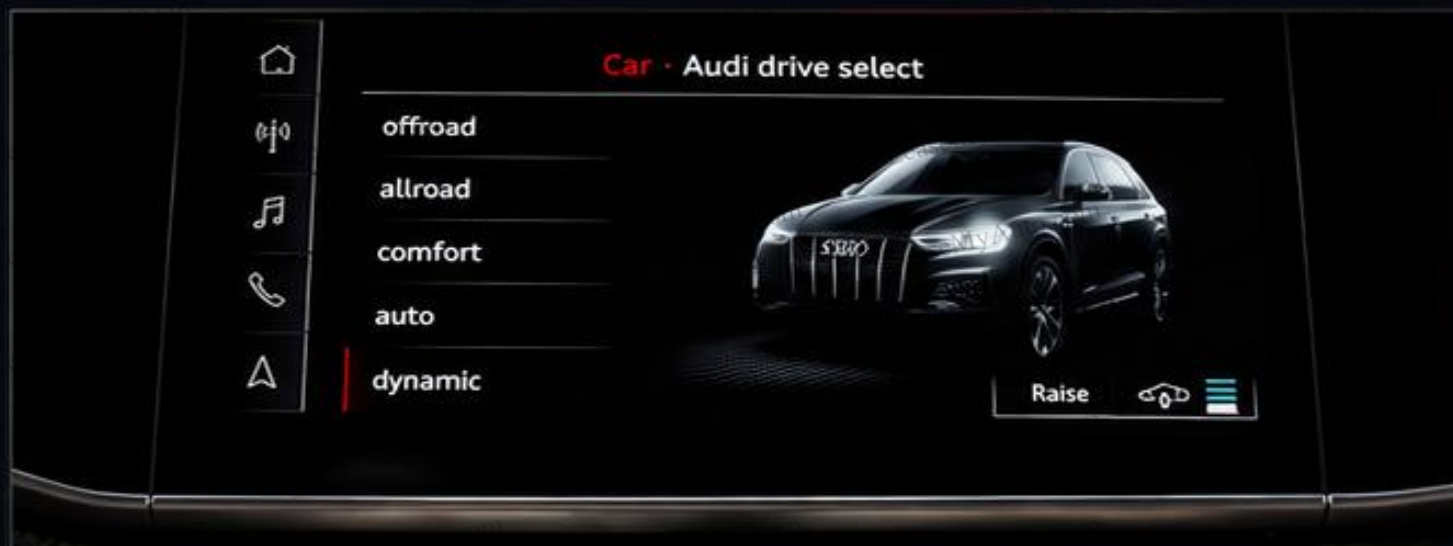 Car · Audi drive select
offroad
allroad
comfort
auto
dynamic
Raise